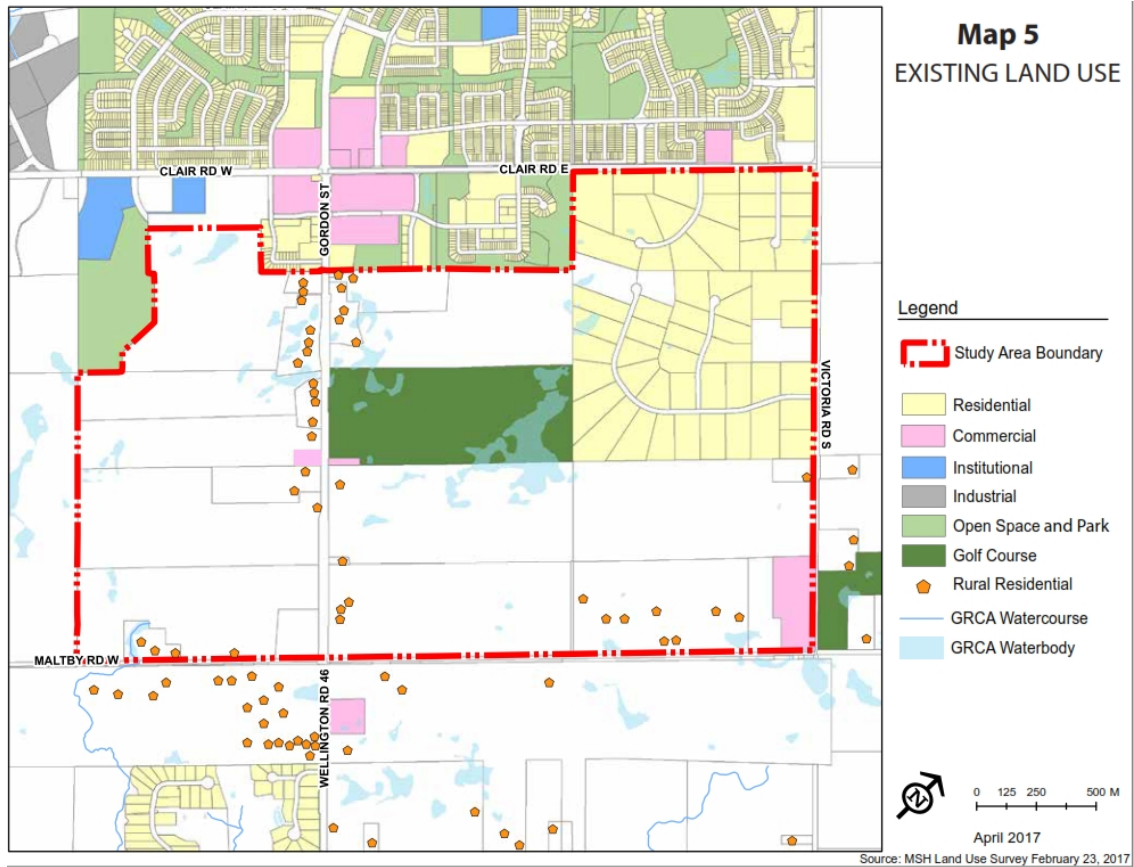 Map 5
EXISTING LAND USE
CLAIR RD W
CLAIR RD E
GORDON ST
VICTORIA RD S
MALTBY RD W
WELLINGTON RD 46
Legend
Study Area Boundary
Residential
Commercial
Institutional
Industrial
Open Space and Park
Golf Course
Rural Residential
GRCA Watercourse
GRCA Waterbody
N
0 125 250 500 M
April 2017
Source: MSH Land Use Survey February 23, 2017